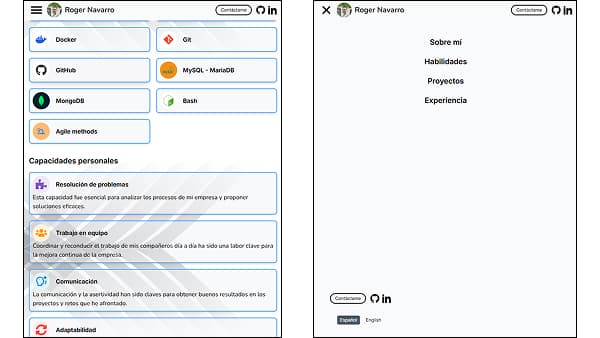 Roger Navarro
Contáctame
Docker
Git
GitHub
MySQL - MariaDB
MongoDB
Bash
Agile methods
Capacidades personales
Resolución de problemas
Esta capacidad fue esencial para analizar los procesos de mi empresa y proponer
soluciones eficaces.
Trabajo en equipo
Coordinar y reconducir el trabajo de mis compañeros día a día ha sido una labor clave para
la mejora continua de la empresa.
Comunicación
La comunicación y la asertividad han sido claves para obtener buenos resultados en los
proyectos y retos que he afrontado.
Adaptabilidad
Roger Navarro
Contáctame
Sobre mí
Habilidades
Proyectos
Experiencia
Contáctame
Español
English